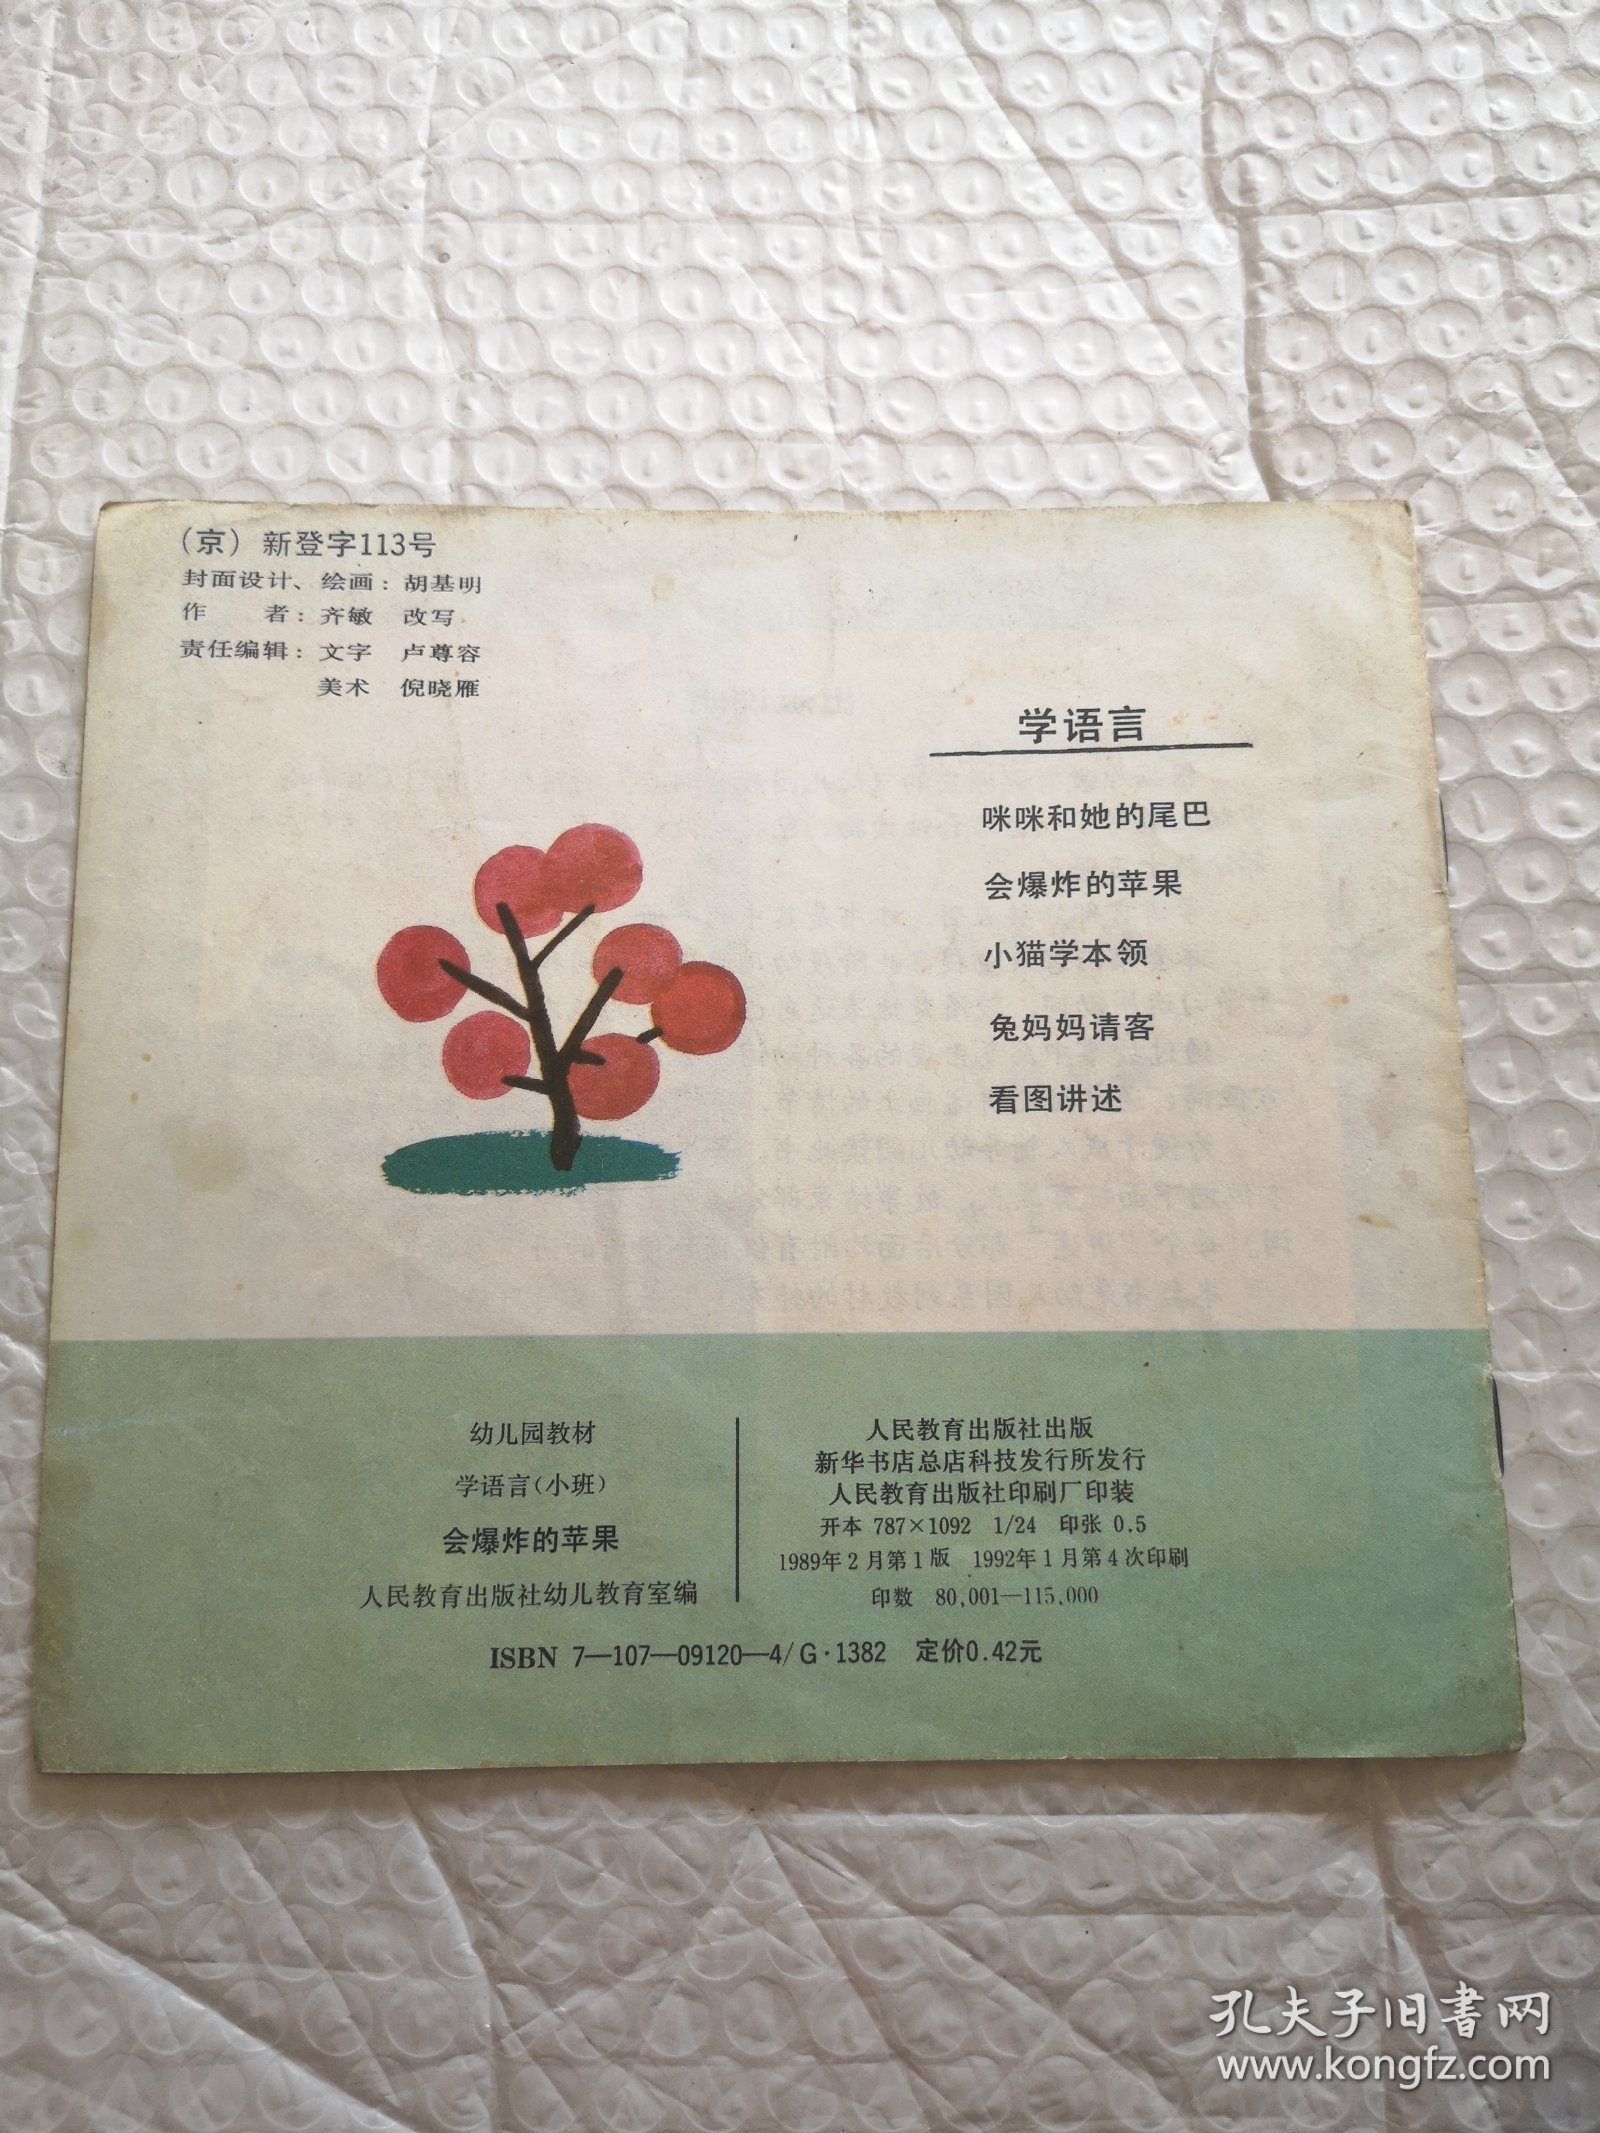 (京)新登字113号
封面设计、绘画：胡基明
作　　者：齐敏　改写
责任编辑：文字　卢尊容
美术　倪晓雁
学语言
咪咪和她的尾巴
会爆炸的苹果
小猫学本领
兔妈妈请客
看图讲述
幼儿园教材
学语言(小班)
会爆炸的苹果
人民教育出版社幼儿教育室编
人民教育出版社出版
新华书店总店科技发行所发行
人民教育出版社印刷厂印装
开本 787×1092　1/24　印张 0.5
1989年2月第1版　1992年1月第4次印刷
印数　80,001—115,000
ISBN 7—107—09120—4/G·1382　定价0.42元
孔夫子旧书网
www.kongfz.com